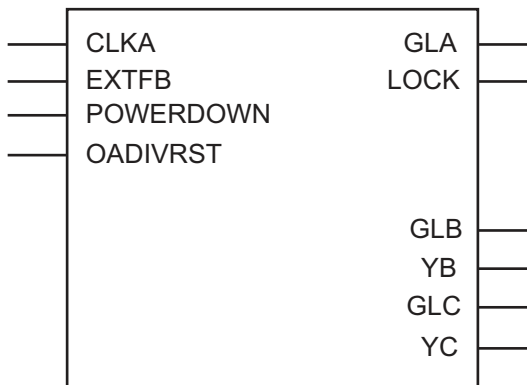 CLKA GLA
EXTFB LOCK
POWERDOWN
OADIVRST
GLB
YB
GLC
YC